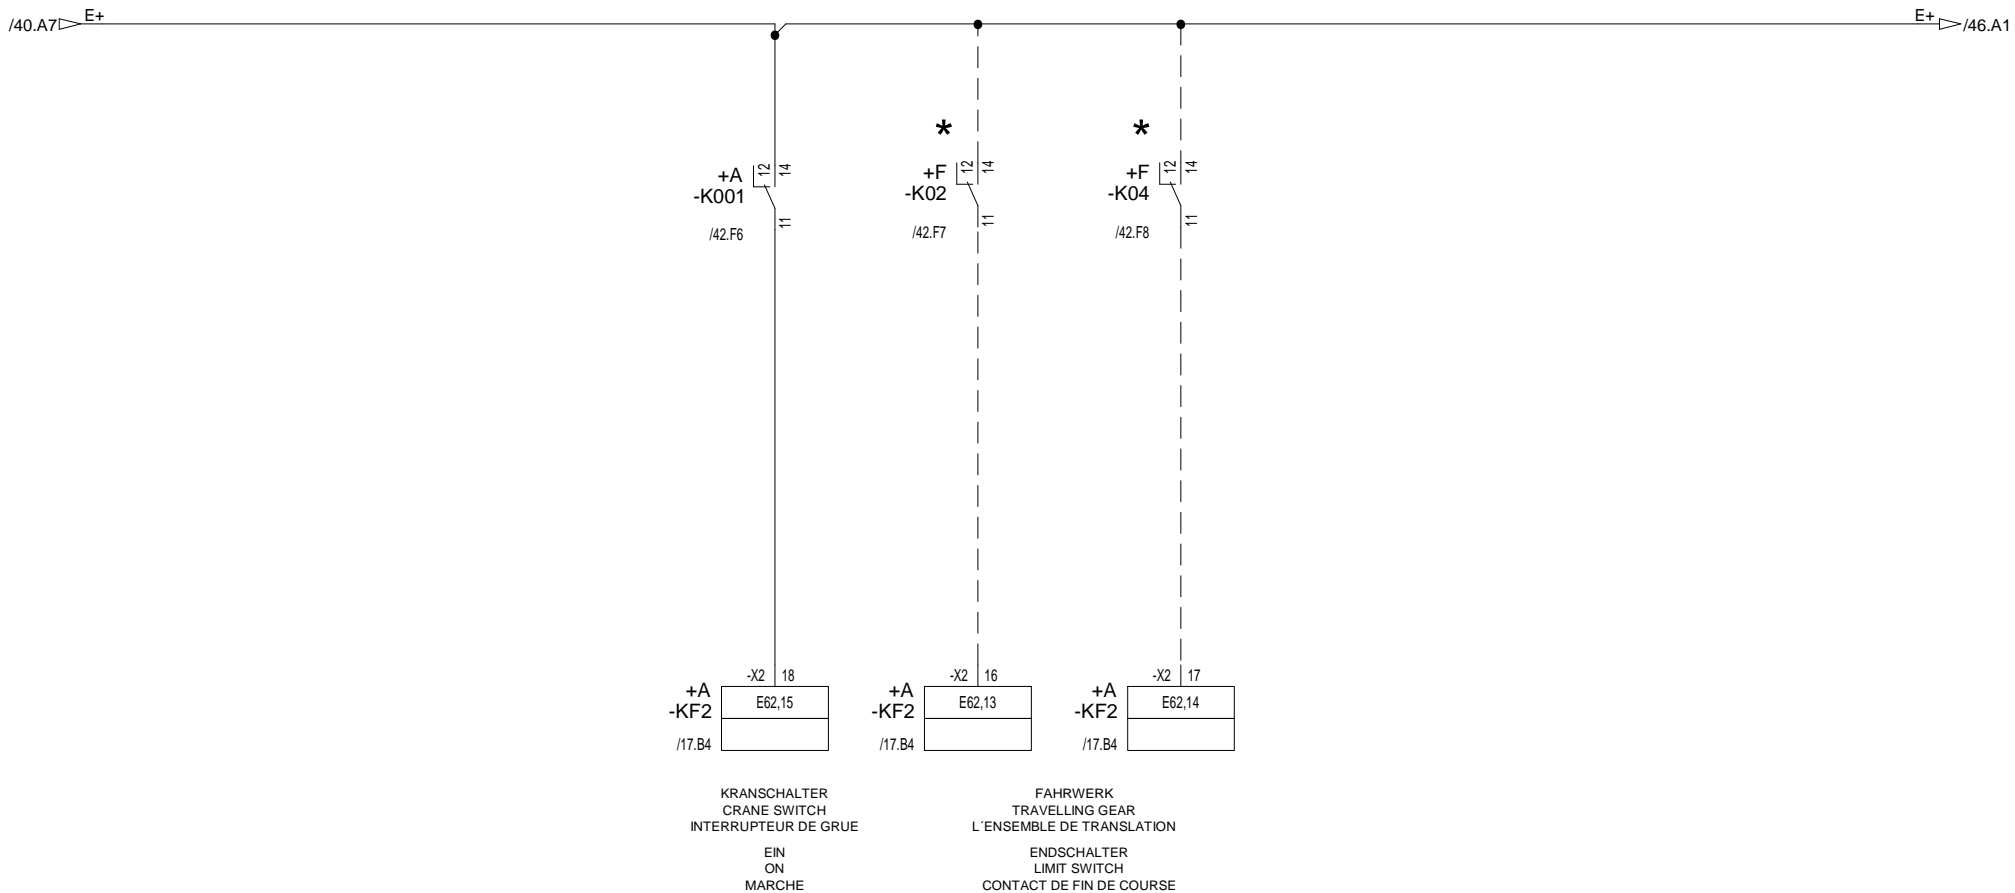 /40.A7 E+ E+ /46.A1
* *
+A 12 14 +F 12 14 +F 12 14
-K001 -K02 -K04
11 11 11
/42.F6 /42.F7 /42.F8
-X2 18 -X2 16 -X2 17
+A E62,15 +A E62,13 +A E62,14
-KF2 -KF2 -KF2
/17.B4 /17.B4 /17.B4
KRANSCHALTER
CRANE SWITCH
INTERRUPTEUR DE GRUE
EIN
ON
MARCHE
FAHRWERK
TRAVELLING GEAR
L´ENSEMBLE DE TRANSLATION
ENDSCHALTER
LIMIT SWITCH
CONTACT DE FIN DE COURSE